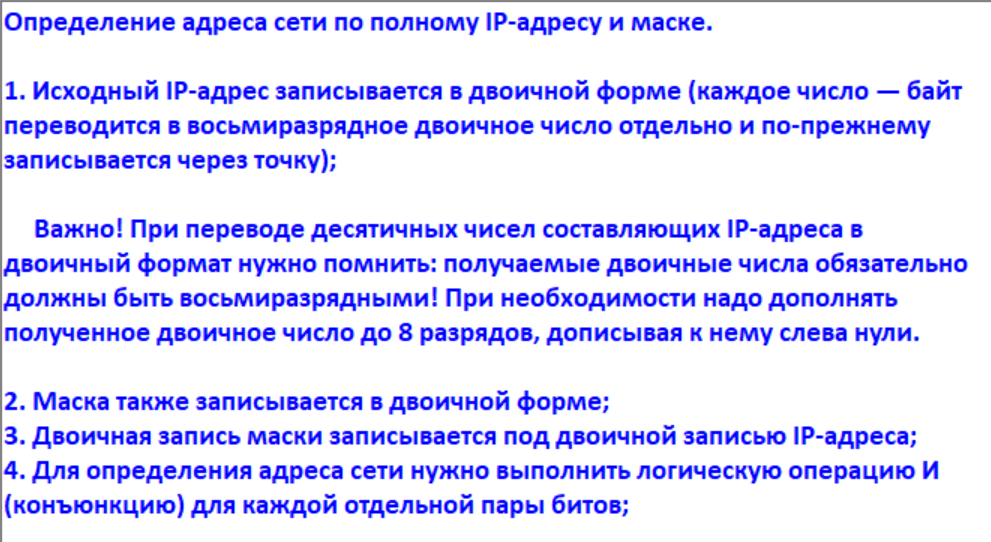 Определение адреса сети по полному IP-адресу и маске.
1. Исходный IP-адрес записывается в двоичной форме (каждое число — байт
переводится в восьмиразрядное двоичное число отдельно и по-прежнему
записывается через точку);
Важно! При переводе десятичных чисел составляющих IP-адреса в
двоичный формат нужно помнить: получаемые двоичные числа обязательно
должны быть восьмиразрядными! При необходимости надо дополнять
полученное двоичное число до 8 разрядов, дописывая к нему слева нули.
2. Маска также записывается в двоичной форме;
3. Двоичная запись маски записывается под двоичной записью IP-адреса;
4. Для определения адреса сети нужно выполнить логическую операцию И
(конъюнкцию) для каждой отдельной пары битов;